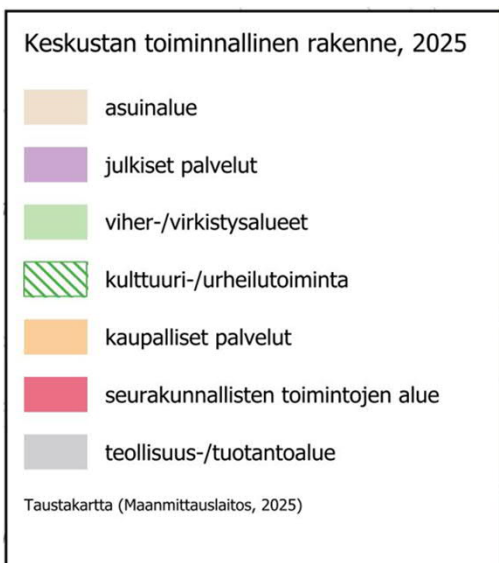 Keskustan toiminnallinen rakenne, 2025
asuinalue
julkiset palvelut
viher-/virkistysalueet
kulttuuri-/urheilutoiminta
kaupalliset palvelut
seurakunnallisten toimintojen alue
teollisuus-/tuotantoalue
Taustakartta (Maanmittauslaitos, 2025)